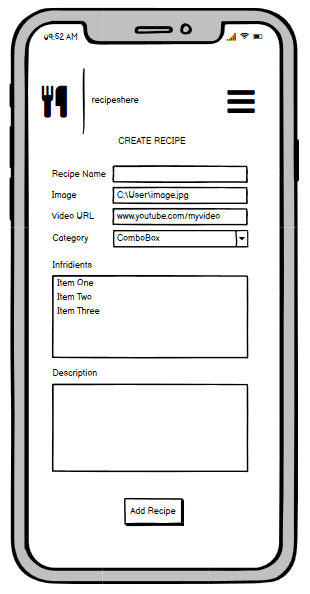 09:52 AM
recipeshere
CREATE RECIPE
Recipe Name
Image C:\User\image.jpg
Video URL www.youtube.com/myvideo
Category ComboBox
Infridients
Item One
Item Two
Item Three
Description
Add Recipe